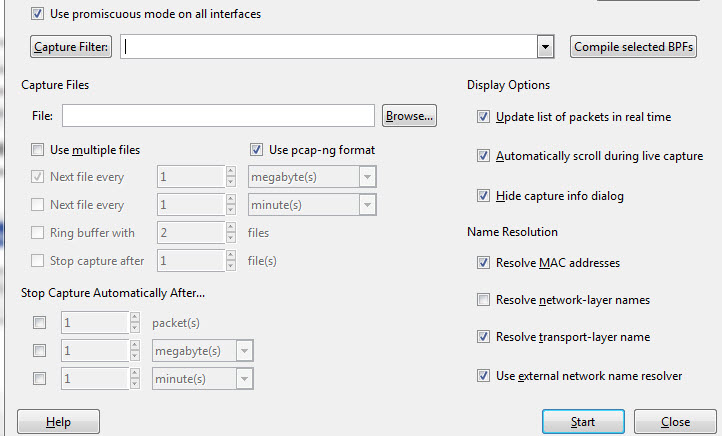 Use promiscuous mode on all interfaces
Capture Filter: Compile selected BPFs
Capture Files
File: Browse...
Use multiple files Use pcap-ng format
Next file every 1 megabyte(s)
Next file every 1 minute(s)
Ring buffer with 2 files
Stop capture after 1 file(s)
Stop Capture Automatically After...
1 packet(s)
1 megabyte(s)
1 minute(s)
Display Options
Update list of packets in real time
Automatically scroll during live capture
Hide capture info dialog
Name Resolution
Resolve MAC addresses
Resolve network-layer names
Resolve transport-layer name
Use external network name resolver
Help Start Close